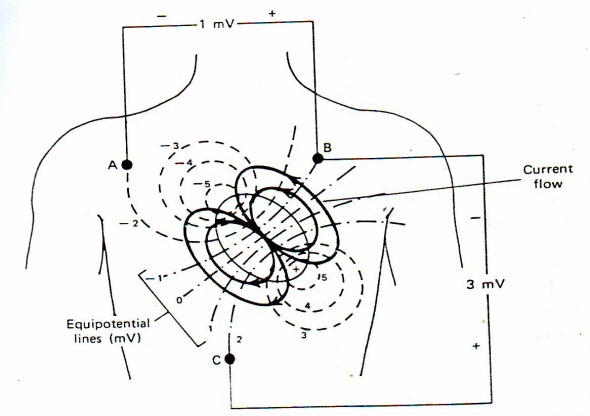 − 1 mV +
−3
−4
−5
A
B
Current
flow
−2
−
+
5
3 mV
−1
4
0
Equipotential
lines (mV)
1
2
3
+
C